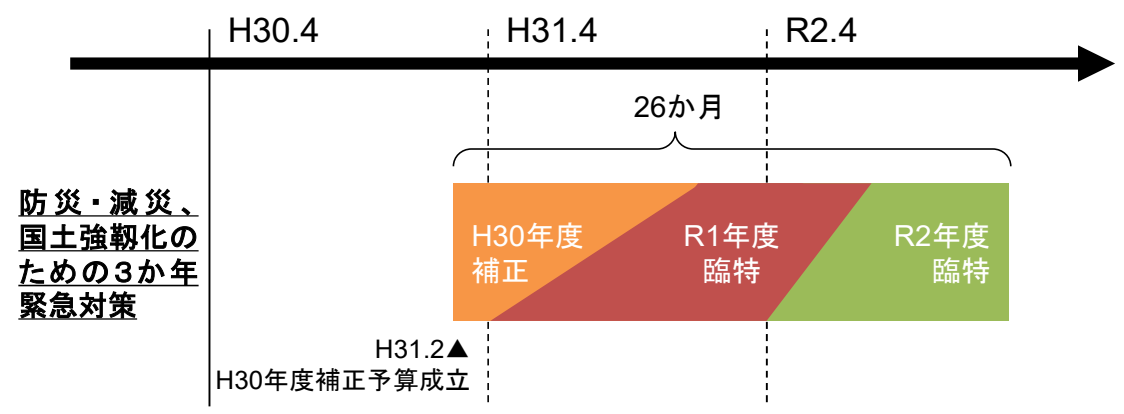 H30.4
H31.4
R2.4
26か月
防災・減災、
国土強靱化の
ための３か年
緊急対策
H30年度
補正
R1年度
臨特
R2年度
臨特
H31.2▲
H30年度補正予算成立